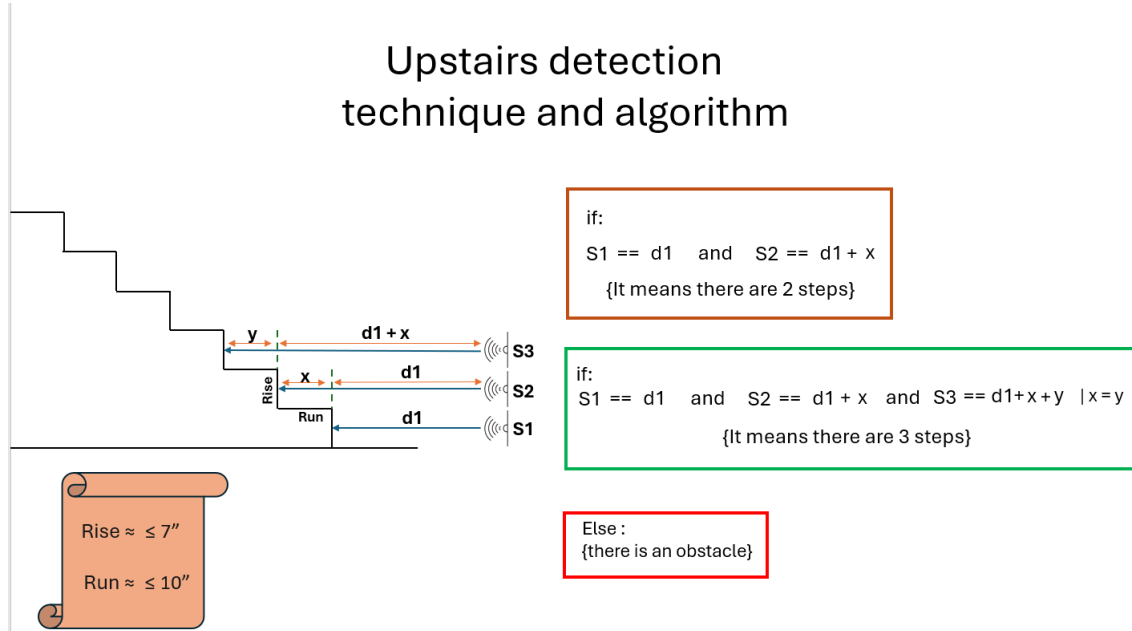 Upstairs detection
technique and algorithm
if:
S1 == d1 and S2 == d1 + x
{It means there are 2 steps}
if:
S1 == d1 and S2 == d1 + x and S3 == d1+x+y | x = y
{It means there are 3 steps}
Else :
{there is an obstacle}
y d1 + x
S3
Rise x d1
S2
Run d1
S1
Rise ≈ ≤ 7”
Run ≈ ≤ 10”